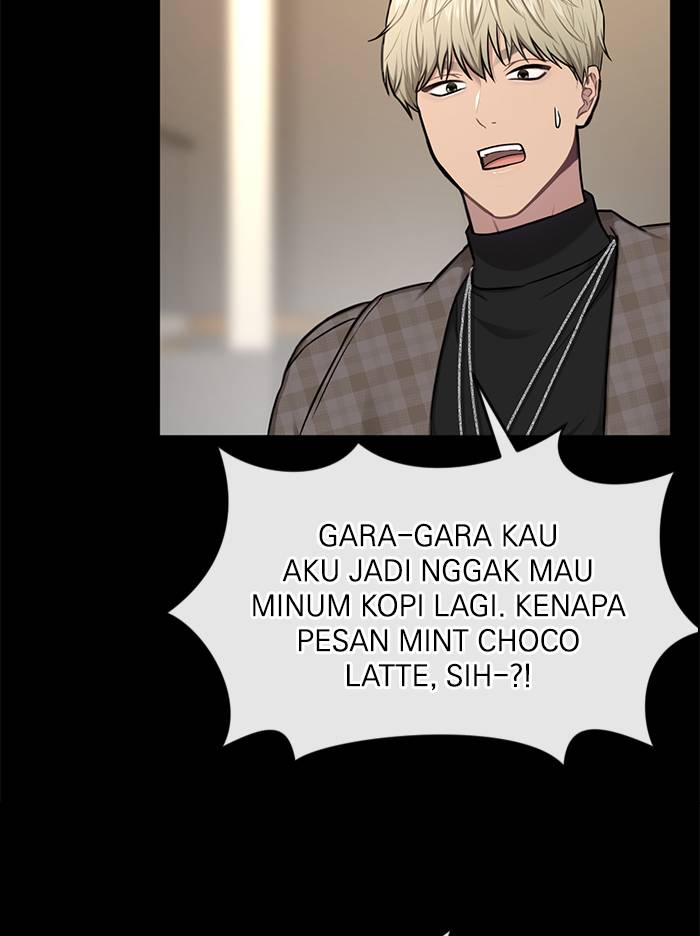 GARA-GARA KAU
AKU JADI NGGAK MAU
MINUM KOPI LAGI. KENAPA
PESAN MINT CHOCO
LATTE, SIH-?!